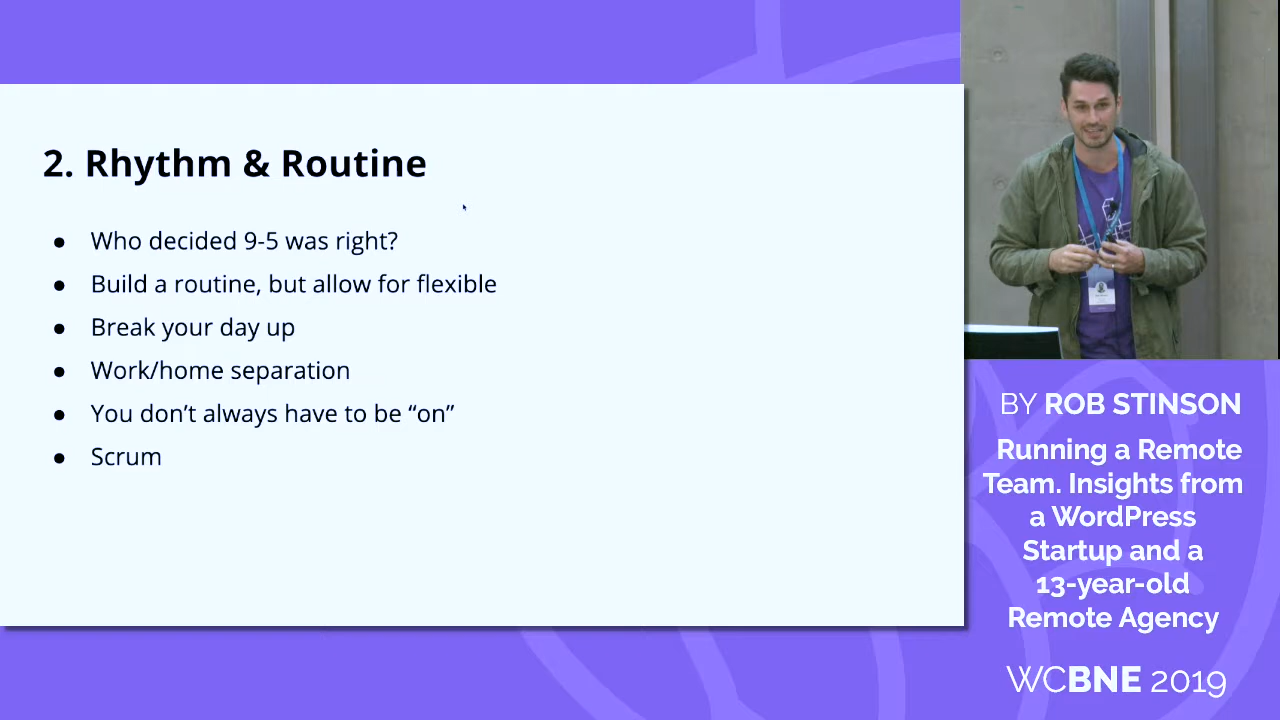 2. Rhythm & Routine
● Who decided 9-5 was right?
● Build a routine, but allow for flexible
● Break your day up
● Work/home separation
● You don’t always have to be “on”
● Scrum
BY ROB STINSON
Running a Remote
Team. Insights from
a WordPress
Startup and a
13-year-old
Remote Agency
WCBNE 2019